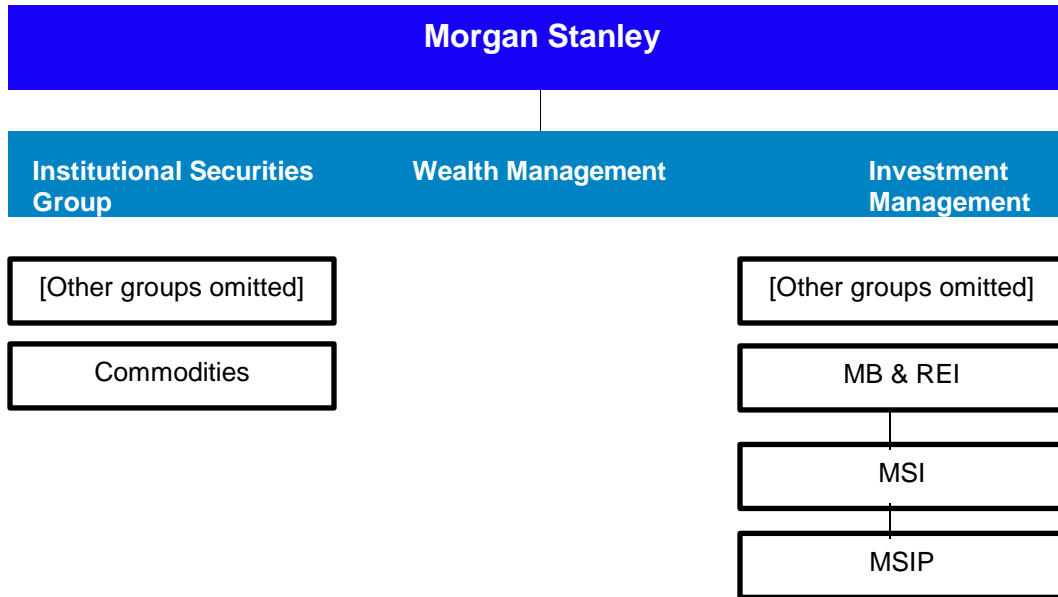 Morgan Stanley
Institutional Securities
Group
Wealth Management
Investment
Management
[Other groups omitted]
[Other groups omitted]
Commodities
MB & REI
MSI
MSIP